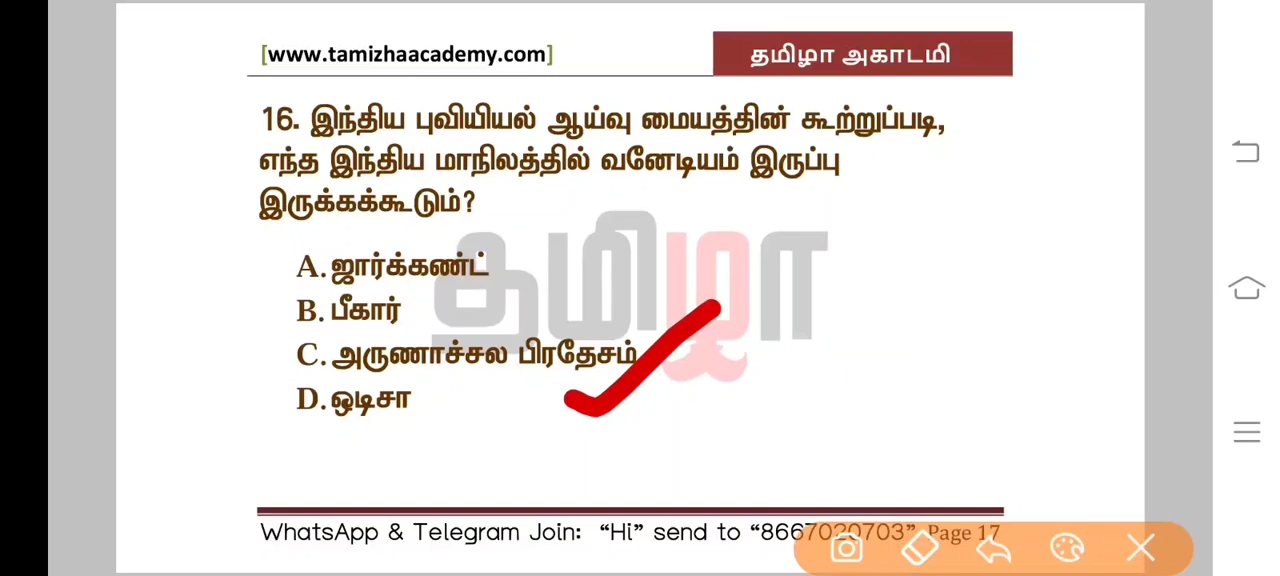 [www.tamizhaacademy.com]
தமிழா அகாடமி
16. இந்திய புவியியல் ஆய்வு மையத்தின் கூற்றுப்படி,
எந்த இந்திய மாநிலத்தில் வனேடியம் இருப்பு
இருக்கக்கூடும்?
தமிழா
A. ஜார்க்கண்ட்
B. பீகார்
C. அருணாச்சல பிரதேசம்
D. ஒடிசா
WhatsApp & Telegram Join: “Hi” send to “8667020703” Page 17